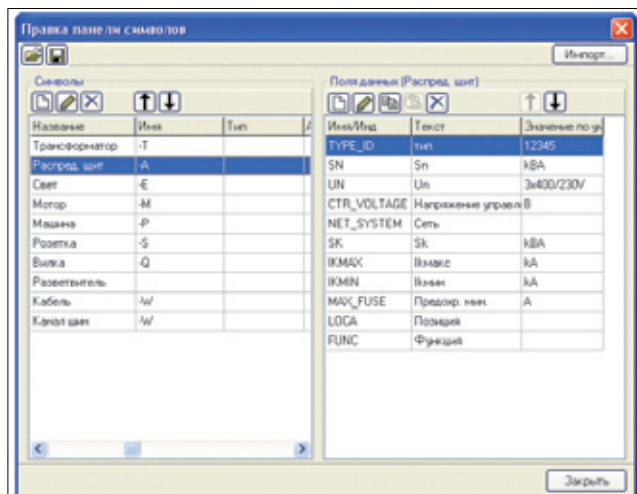 Правка панели символов
Импорт...
Символы
Поля данных (Распред. щит)
Название Имя Тип
Имя/Инд Текст Значение по ум
Трансформатор -T
TYPE_ID тип 12345
Распред. щит -A
SN Sn kBA
Свет -E
UN Un 3x400/230V
Мотор -M
CTR_VOLTAGE Напряжение управл В
Машина -P
NET_SYSTEM Сеть
Розетка -S
SK Sk kBA
Вилка -Q
IKMAX Ikмакс kA
Разветвитель
IKMIN Ikмин kA
Кабель -W
MAX_FUSE Предохр. мин. A
Канал шин -W
LOCA Позиция
FUNC Функция
Закрыть